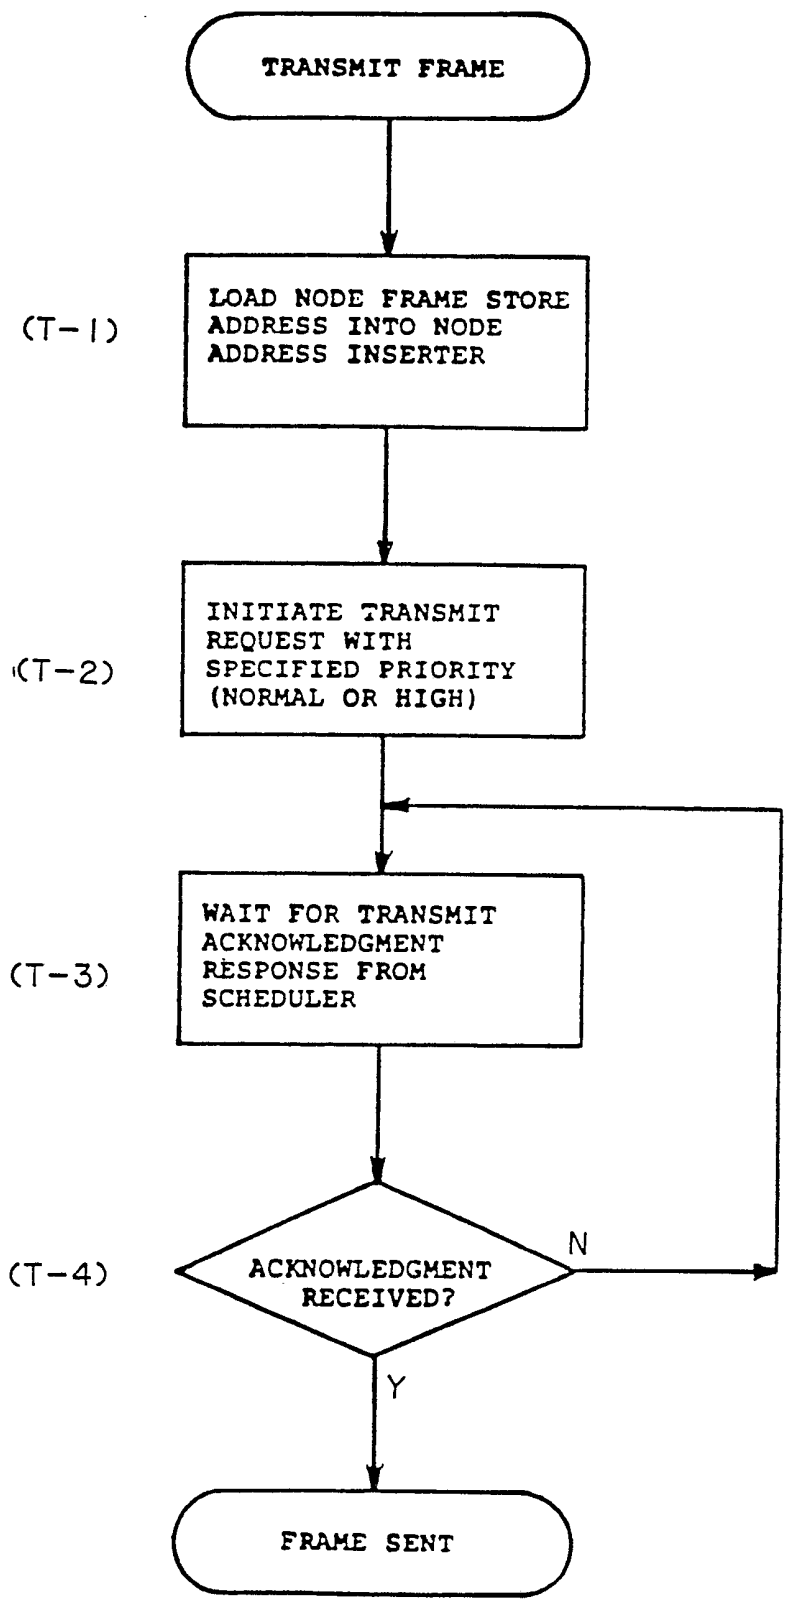 TRANSMIT FRAME
(T-1)
LOAD NODE FRAME STORE
ADDRESS INTO NODE
ADDRESS INSERTER
(T-2)
INITIATE TRANSMIT
REQUEST WITH
SPECIFIED PRIORITY
(NORMAL OR HIGH)
(T-3)
WAIT FOR TRANSMIT
ACKNOWLEDGMENT
RESPONSE FROM
SCHEDULER
(T-4)
ACKNOWLEDGMENT
RECEIVED?
N
Y
FRAME SENT